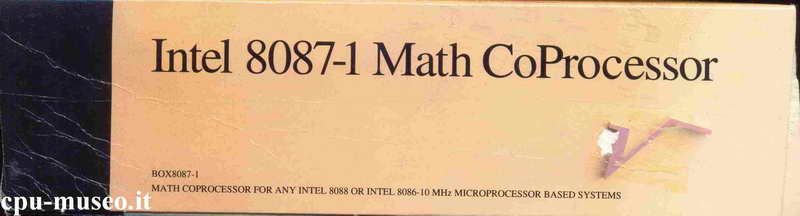 Intel 8087-1 Math CoProcessor
BOX8087-1
MATH COPROCESSOR FOR ANY INTEL 8088 OR INTEL 8086-10 MHz MICROPROCESSOR BASED SYSTEMS
cpu-museo.it